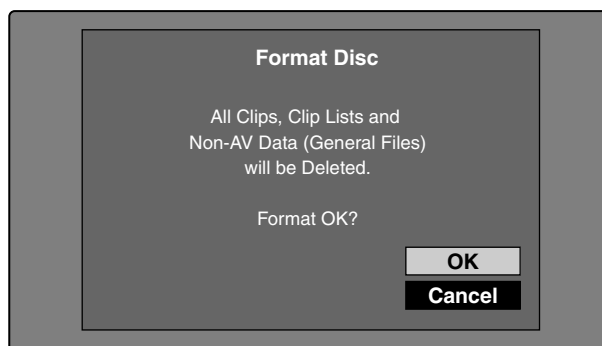 Format Disc
All Clips, Clip Lists and
Non-AV Data (General Files)
will be Deleted.
Format OK?
OK
Cancel